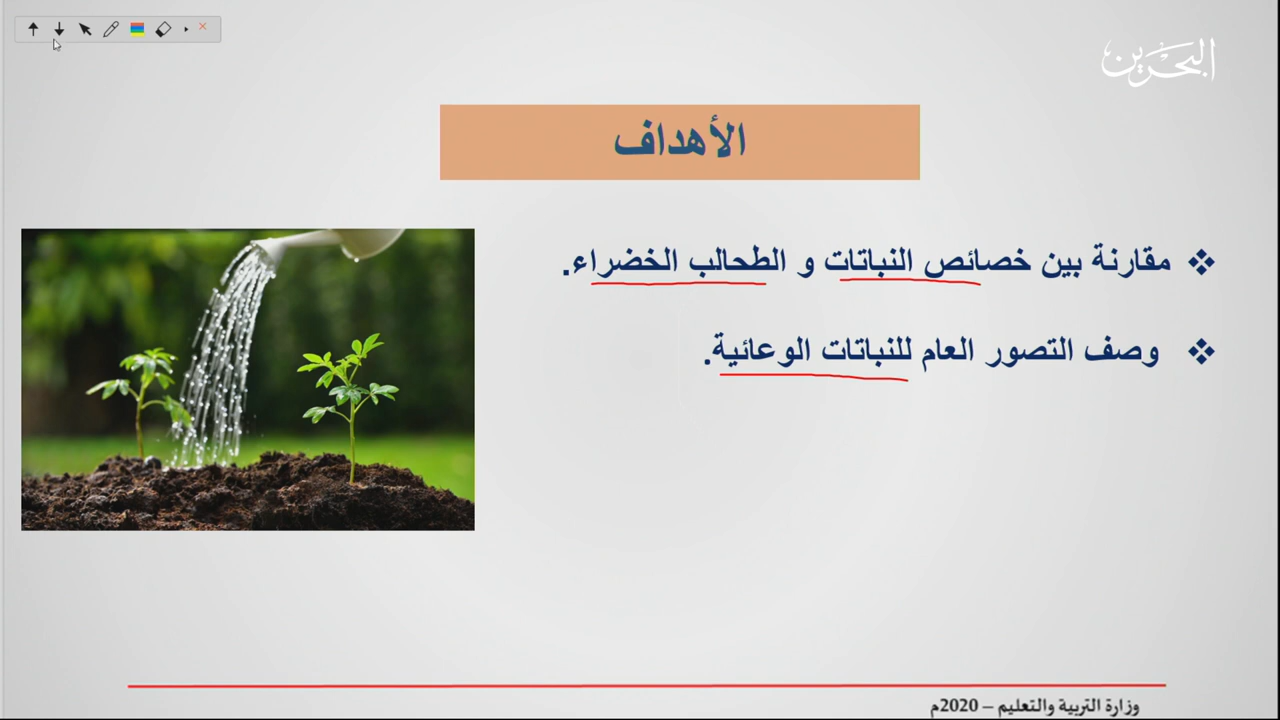 البحرين
الأهداف
❖ مقارنة بين خصائص النباتات و الطحالب الخضراء.
❖ وصف التصور العام للنباتات الوعائية.
وزارة التربية والتعليم – 2020م